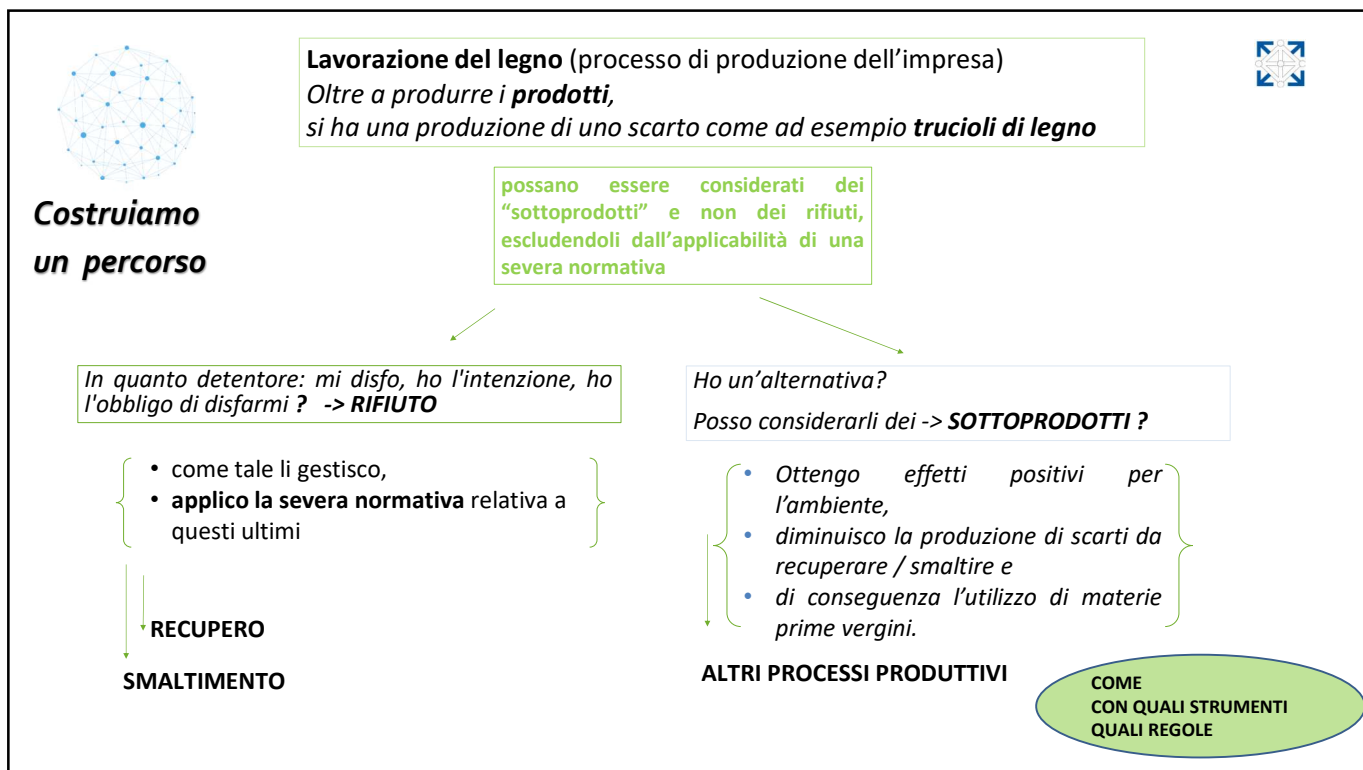 Lavorazione del legno (processo di produzione dell’impresa)
Oltre a produrre i prodotti,
si ha una produzione di uno scarto come ad esempio trucioli di legno
Costruiamo
un percorso
possano essere considerati dei
“sottoprodotti” e non dei rifiuti,
escludendoli dall’applicabilità di una
severa normativa
In quanto detentore: mi disfo, ho l'intenzione, ho
l'obbligo di disfarmi ? -> RIFIUTO
• come tale li gestisco,
• applico la severa normativa relativa a
questi ultimi
RECUPERO
SMALTIMENTO
Ho un’alternativa?
Posso considerarli dei -> SOTTOPRODOTTI ?
• Ottengo effetti positivi per
l’ambiente,
• diminuisco la produzione di scarti da
recuperare / smaltire e
• di conseguenza l’utilizzo di materie
prime vergini.
ALTRI PROCESSI PRODUTTIVI
COME
CON QUALI STRUMENTI
QUALI REGOLE